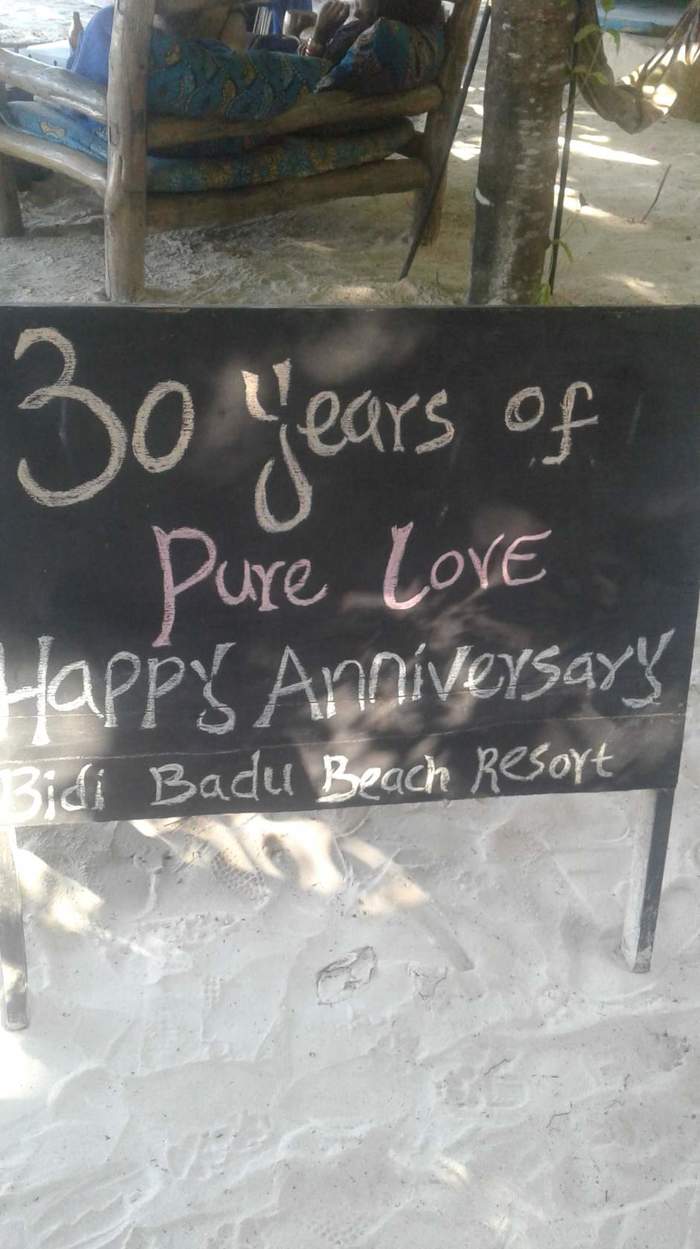 30 years of
Pure Love
Happy Anniversary
Bidi Badu Beach Resort